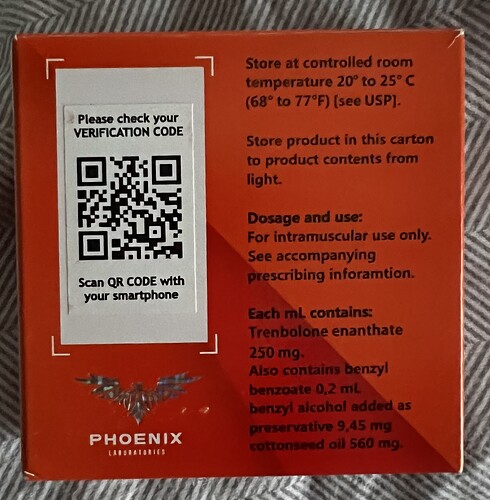 Please check your
VERIFICATION CODE
Scan QR CODE with
your smartphone
PHOENIX
LABORATORIES
Store at controlled room
temperature 20° to 25° C
(68° to 77°F) [see USP].
Store product in this carton
to product contents from
light.
Dosage and use:
For intramuscular use only.
See accompanying
prescribing inforamtion.
Each mL contains:
Trenbolone enanthate
250 mg.
Also contains benzyl
benzoate 0,2 mL
benzyl alcohol added as
preservative 9,45 mg
cottonseed oil 560 mg.